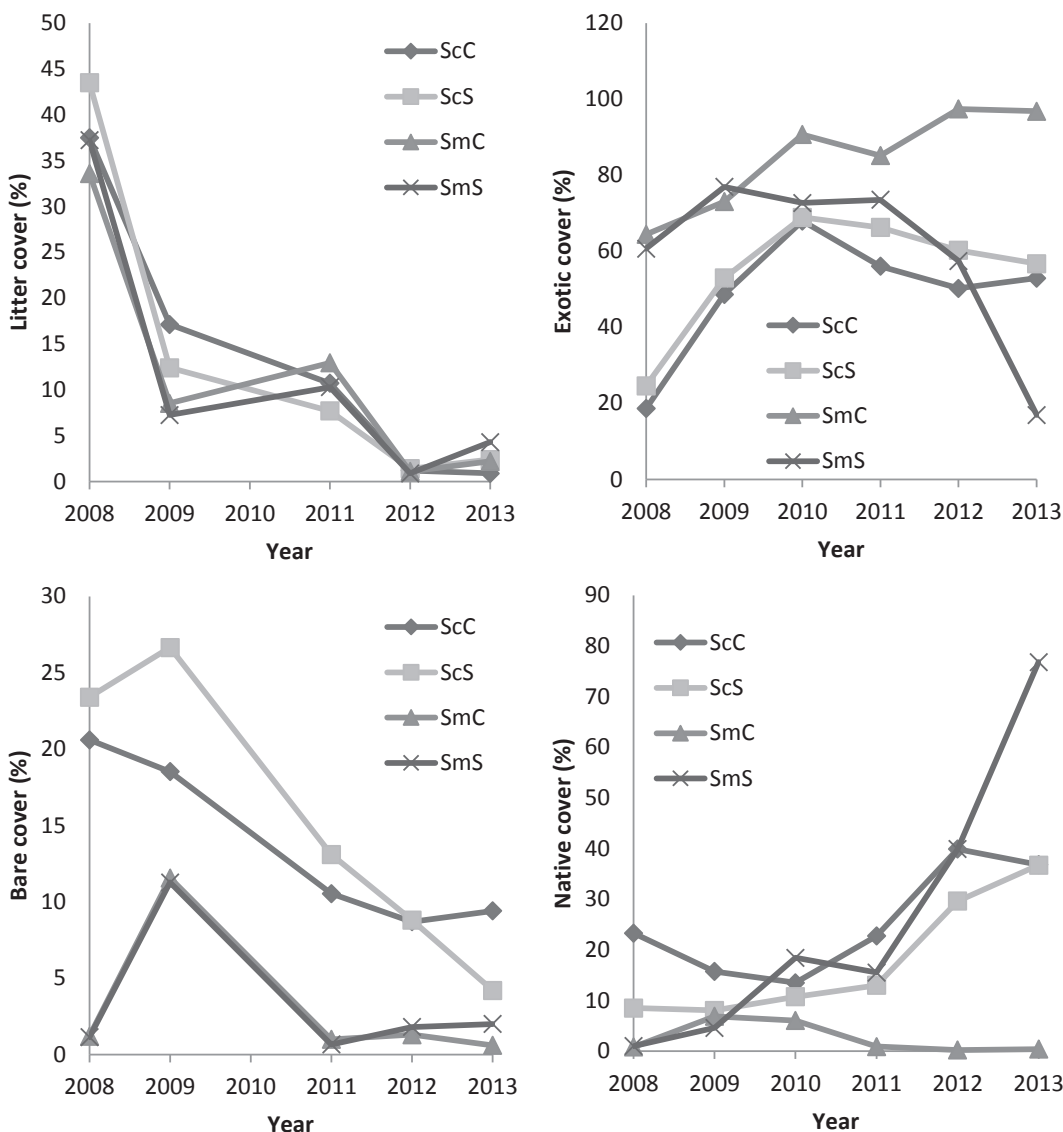 50
45
40
35
30
25
20
15
10
5
0
Litter cover (%)
ScC
ScS
SmC
SmS
2008 2009 2010 2011 2012 2013
Year
120
100
80
60
40
20
0
Exotic cover (%)
ScC
ScS
SmC
SmS
2008 2009 2010 2011 2012 2013
Year
30
25
20
15
10
5
0
Bare cover (%)
ScC
ScS
SmC
SmS
2008 2009 2010 2011 2012 2013
Year
90
80
70
60
50
40
30
20
10
0
Native cover (%)
ScC
ScS
SmC
SmS
2008 2009 2010 2011 2012 2013
Year